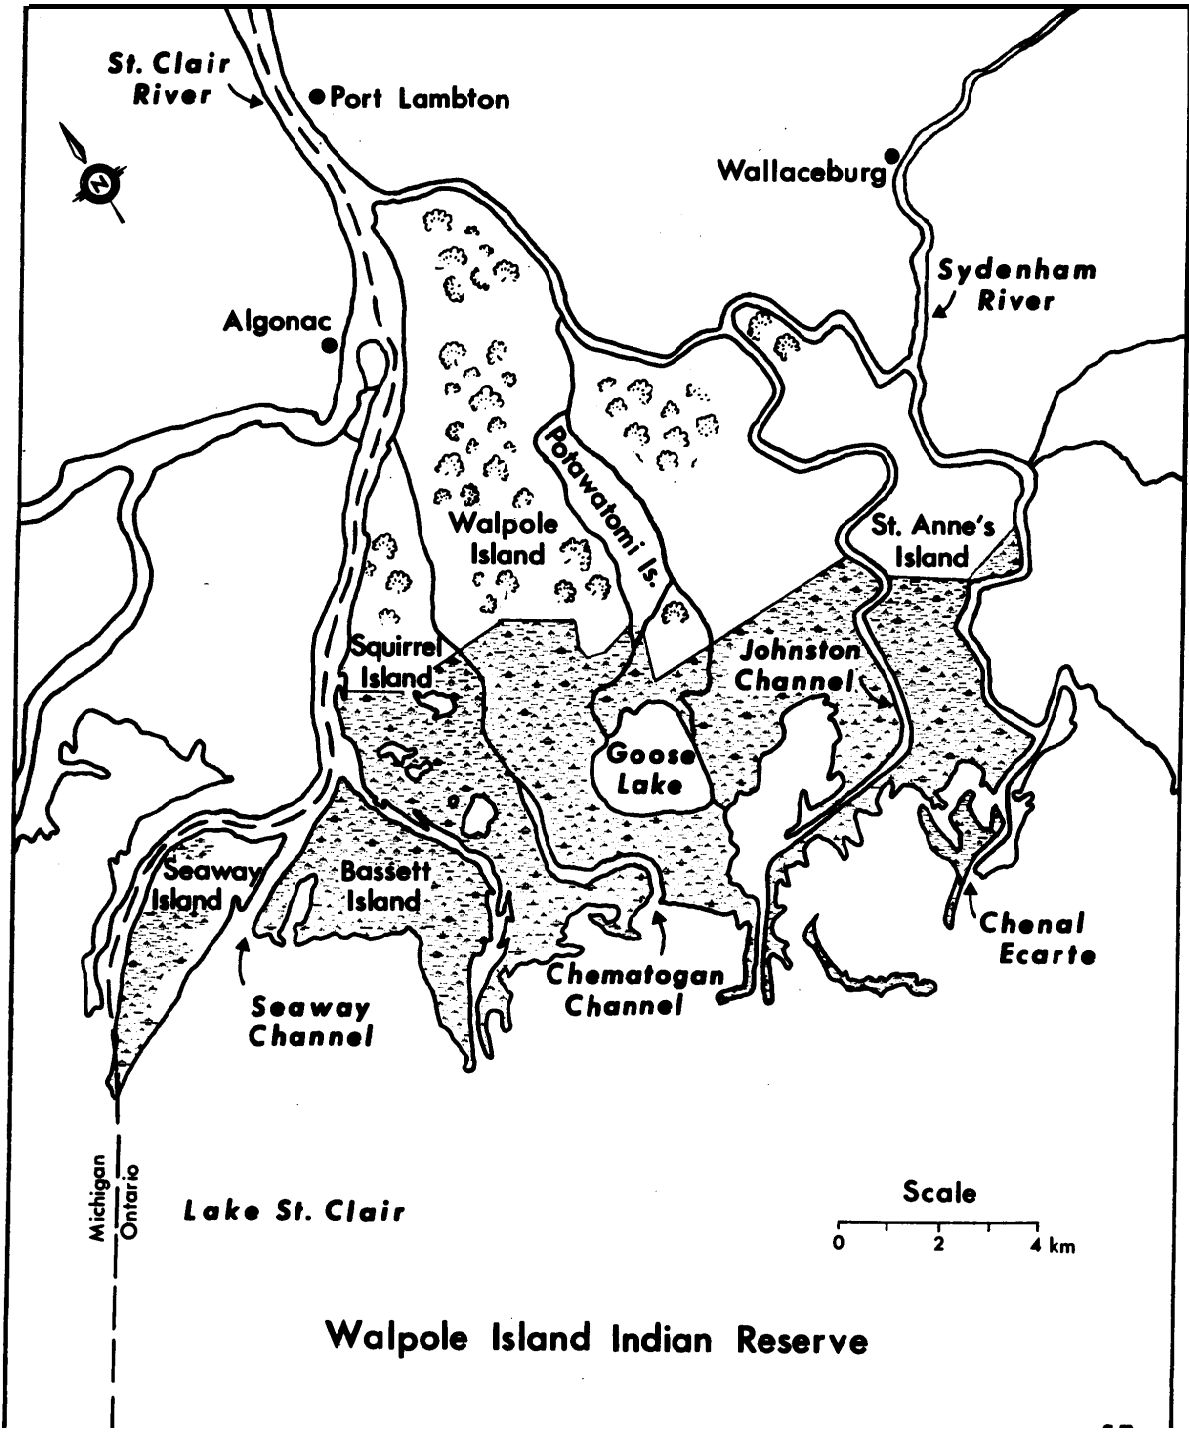 St. Clair
River
Port Lambton
Wallaceburg
N
Sydenham
River
Algonac
Potawatomi Is.
Walpole
Island
St. Anne's
Island
Squirrel
Island
Johnston
Channel
Goose
Lake
Seaway
Island
Bassett
Island
Chenal
Ecarte
Chematogan
Channel
Seaway
Channel
Michigan
Ontario
Lake St. Clair
Scale
0 2 4 km
Walpole Island Indian Reserve